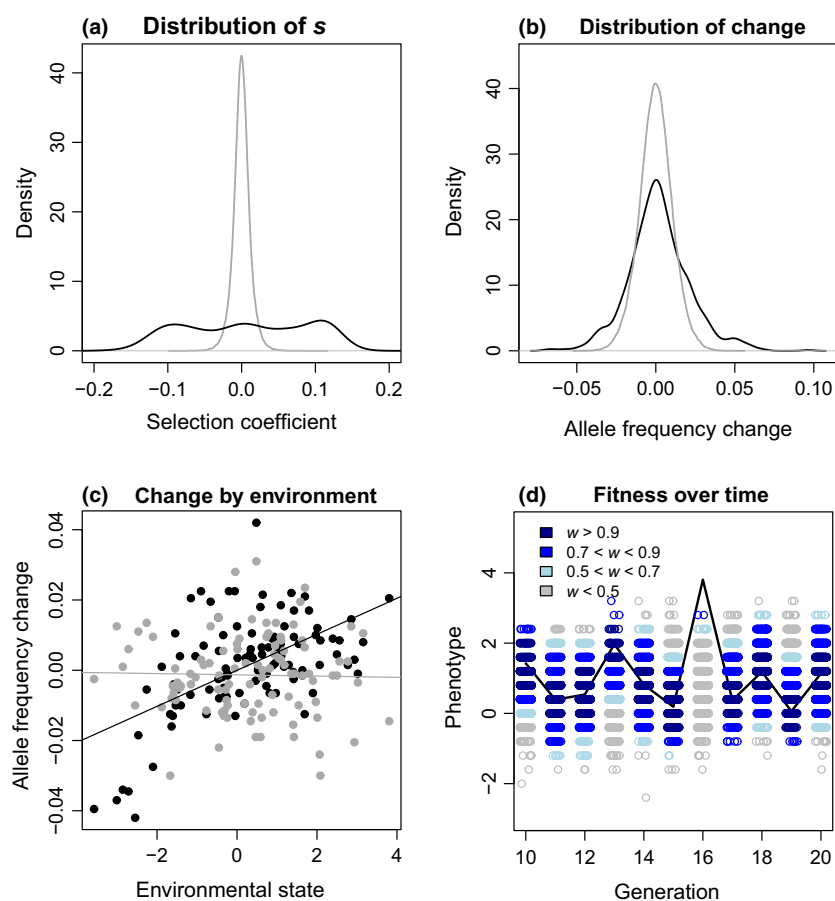 (a) Distribution of s
40
30
20
10
0
Density
−0.2 −0.1 0.0 0.1 0.2
Selection coefficient
(b) Distribution of change
40
30
20
10
0
Density
−0.05 0.00 0.05 0.10
Allele frequency change
(c) Change by environment
0.04
0.02
0.00
−0.02
−0.04
Allele frequency change
−2 0 2 4
Environmental state
(d) Fitness over time
w > 0.9
0.7 < w < 0.9
0.5 < w < 0.7
w < 0.5
4
2
0
−2
Phenotype
10 12 14 16 18 20
Generation